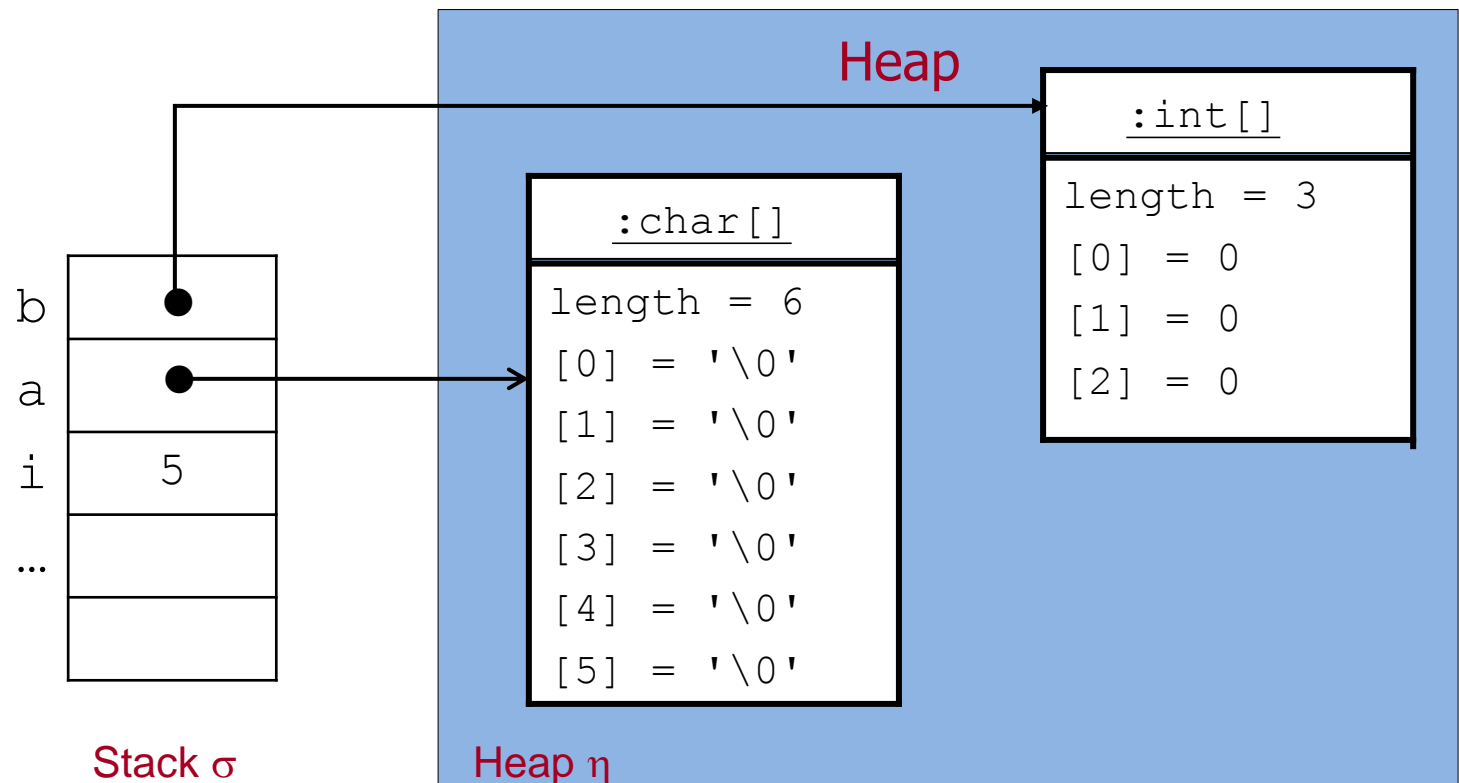 Heap
b
a
i
5
…
:char[]
length = 6
[0] = '\0'
[1] = '\0'
[2] = '\0'
[3] = '\0'
[4] = '\0'
[5] = '\0'
:int[]
length = 3
[0] = 0
[1] = 0
[2] = 0
Stack σ
Heap η